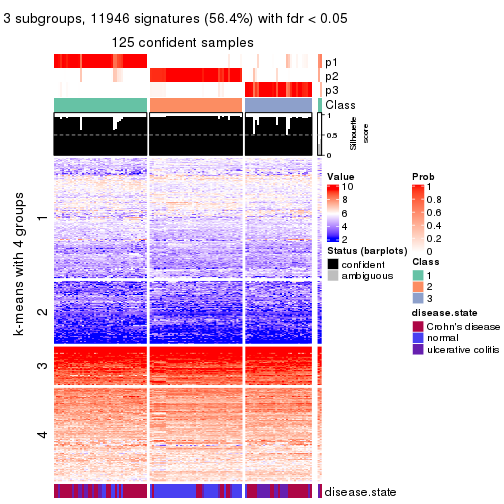 3 subgroups, 11946 signatures (56.4%) with fdr < 0.05
125 confident samples
p1
p2
p3
Class
1
0.5
0
Silhouette
score
k-means with 4 groups
1
2
3
4
disease.state
Value
10
8
6
4
2
Status (barplots)
confident
ambiguous
Prob
1
0.8
0.6
0.4
0.2
0
Class
1
2
3
disease.state
Crohn's disease
normal
ulcerative colitis